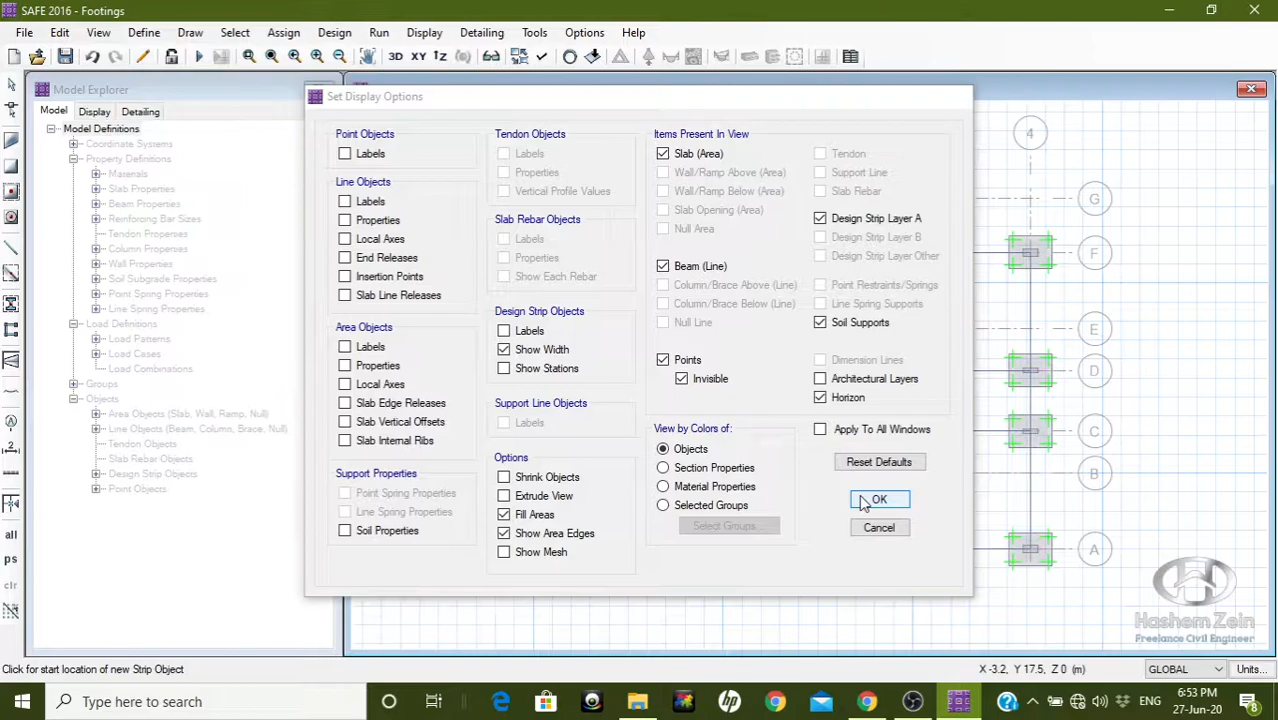 SAFE 2016 - Footings
File Edit View Define Draw Select Assign Design Run Display Detailing Tools Options Help
3D XY
Model Explorer
Model Display Detailing
Model Definitions
Coordinate Systems
Property Definitions
Materials
Slab Properties
Beam Properties
Reinforcing Bar Sizes
Tendon Properties
Column Properties
Wall Properties
Soil Subgrade Properties
Point Spring Properties
Line Spring Properties
Load Definitions
Load Patterns
Load Cases
Load Combinations
Groups
Objects
Area Objects (Slab, Wall, Ramp, Null)
Line Objects (Beam, Column, Brace, Null)
Tendon Objects
Slab Rebar Objects
Design Strip Objects
Point Objects
all
ps
clr
Set Display Options
Point Objects
Labels
Line Objects
Labels
Properties
Local Axes
End Releases
Insertion Points
Slab Line Releases
Area Objects
Labels
Properties
Local Axes
Slab Edge Releases
Slab Vertical Offsets
Slab Internal Ribs
Support Properties
Point Spring Properties
Line Spring Properties
Soil Properties
Tendon Objects
Labels
Properties
Vertical Profile Values
Slab Rebar Objects
Labels
Properties
Show Each Rebar
Design Strip Objects
Labels
Show Width
Show Stations
Support Line Objects
Labels
Options
Shrink Objects
Extrude View
Fill Areas
Show Area Edges
Show Mesh
Items Present In View
Slab (Area)
Wall/Ramp Above (Area)
Wall/Ramp Below (Area)
Slab Opening (Area)
Null Area
Beam (Line)
Column/Brace Above (Line)
Column/Brace Below (Line)
Null Line
Points
Invisible
Tendon
Support Line
Slab Rebar
Design Strip Layer A
Design Strip Layer B
Design Strip Layer Other
Point Restraints/Springs
Line Spring Supports
Soil Supports
Dimension Lines
Architectural Layers
Horizon
View by Colors of:
Objects
Section Properties
Material Properties
Selected Groups
Select Groups...
Apply To All Windows
Reset Defaults
OK
Cancel
4
G
F
E
D
C
B
A
Hashem Zein
Freelance Civil Engineer
Click for start location of new Strip Object
X -3.2, Y 17.5, Z 0 (m)
GLOBAL
Units...
Type here to search
ENG
6:53 PM
27-Jun-20
8